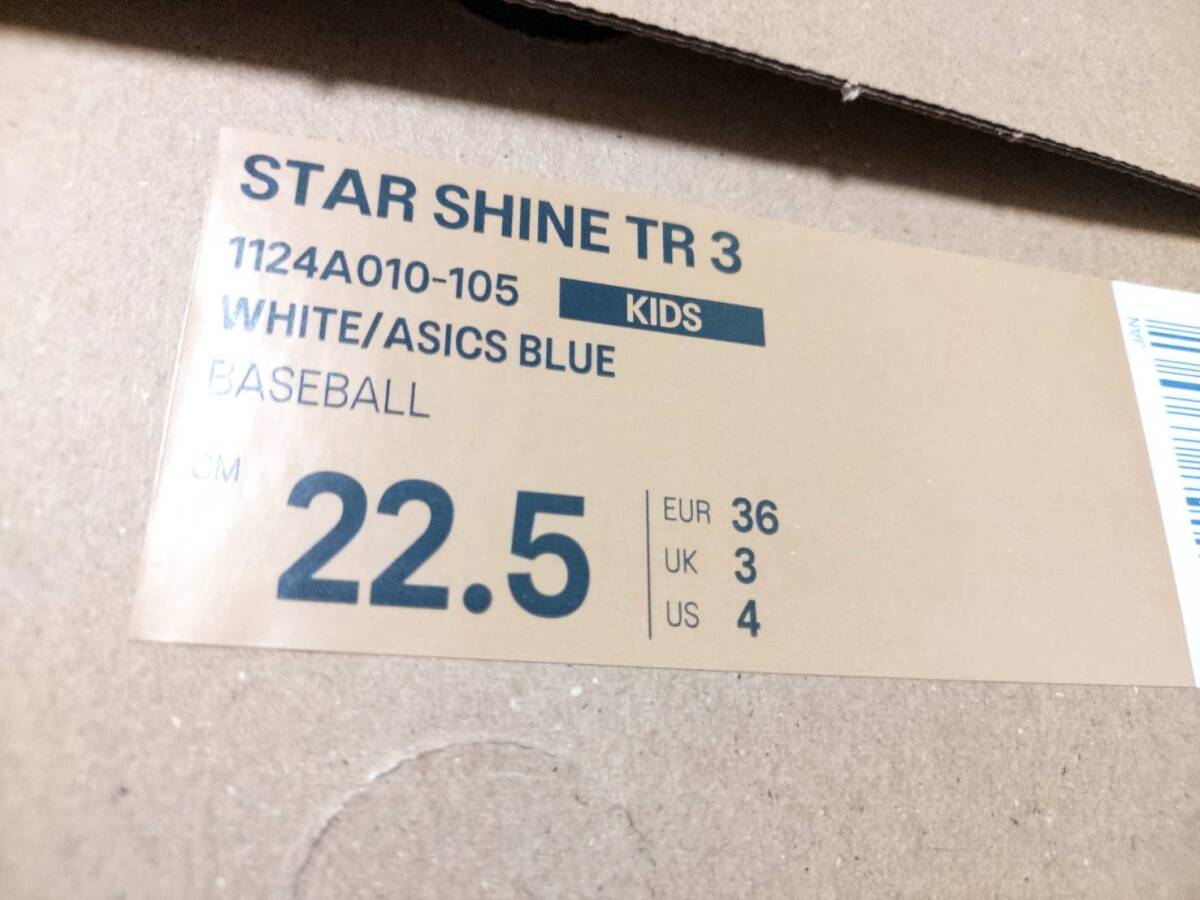 STAR SHINE TR 3
1124A010-105 KIDS
WHITE/ASICS BLUE
BASEBALL
CM 22.5
EUR 36
UK 3
US 4
JAN